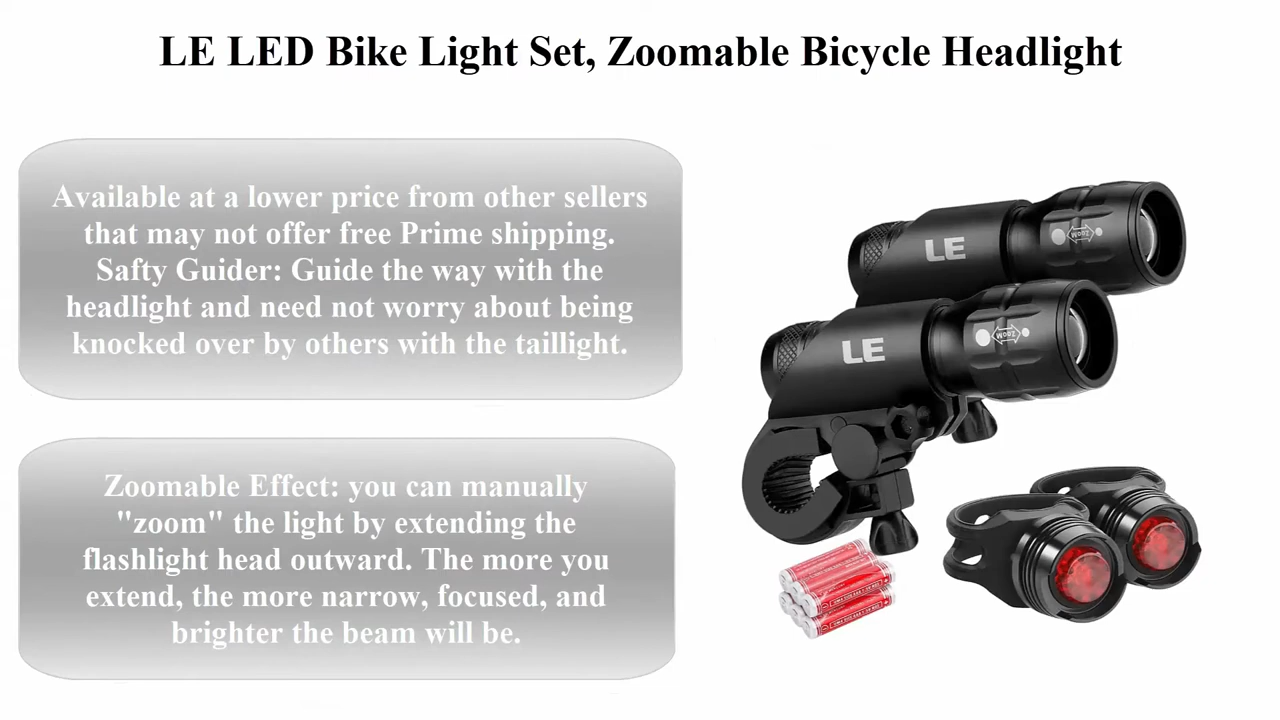 LE LED Bike Light Set, Zoomable Bicycle Headlight
Available at a lower price from other sellers
that may not offer free Prime shipping.
Safty Guider: Guide the way with the
headlight and need not worry about being
knocked over by others with the taillight.
Zoomable Effect: you can manually
"zoom" the light by extending the
flashlight head outward. The more you
extend, the more narrow, focused, and
brighter the beam will be.
LE
ZooM
LE
ZooM